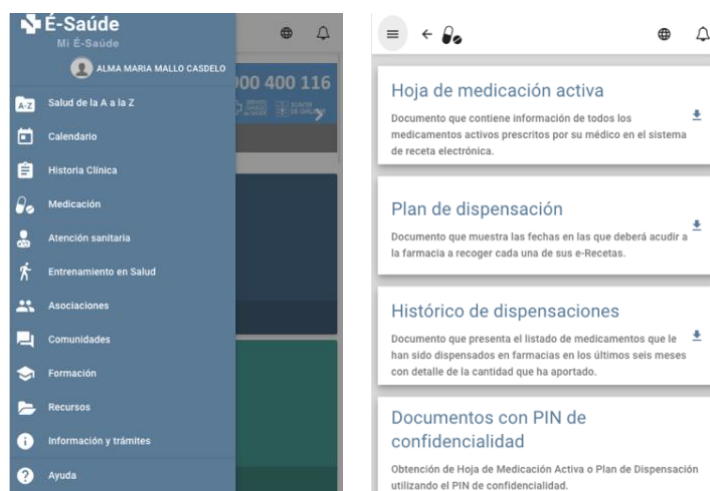 É-Saúde
Mi É-Saúde
ALMA MARIA MALLO CASDELO
A-Z Salud de la A a la Z
Calendario
Historia Clínica
Medicación
Atención sanitaria
Entrenamiento en Salud
Asociaciones
Comunidades
Formación
Recursos
Información y trámites
Ayuda
900 400 116
Hoja de medicación activa
Documento que contiene información de todos los
medicamentos activos prescritos por su médico en el sistema
de receta electrónica.
Plan de dispensación
Documento que muestra las fechas en las que deberá acudir a
la farmacia a recoger cada una de sus e-Recetas.
Histórico de dispensaciones
Documento que presenta el listado de medicamentos que le
han sido dispensados en farmacias en los últimos seis meses
con detalle de la cantidad que ha aportado.
Documentos con PIN de
confidencialidad
Obtención de Hoja de Medicación Activa o Plan de Dispensación
utilizando el PIN de confidencialidad.